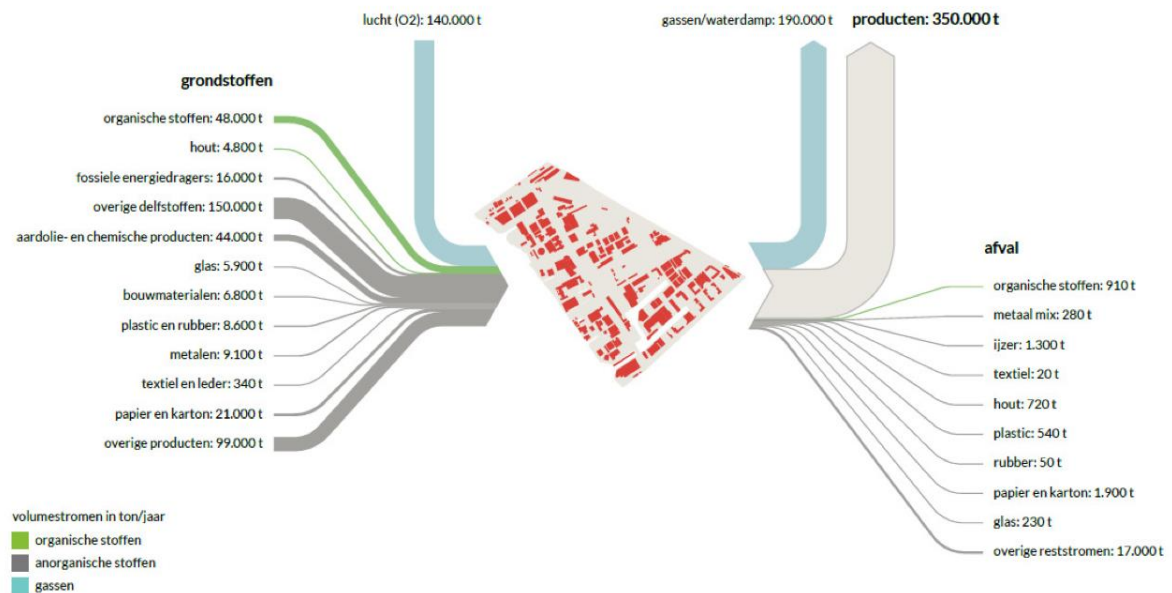 lucht (O2): 140.000 t
gassen/waterdamp: 190.000 t
producten: 350.000 t
grondstoffen
organische stoffen: 48.000 t
hout: 4.800 t
fossiele energiedragers: 16.000 t
overige delfstoffen: 150.000 t
aardolie- en chemische producten: 44.000 t
glas: 5.900 t
bouwmaterialen: 6.800 t
plastic en rubber: 8.600 t
metalen: 9.100 t
textiel en leder: 340 t
papier en karton: 21.000 t
overige producten: 99.000 t
afval
organische stoffen: 910 t
metaal mix: 280 t
ijzer: 1.300 t
textiel: 20 t
hout: 720 t
plastic: 540 t
rubber: 50 t
papier en karton: 1.900 t
glas: 230 t
overige reststromen: 17.000 t
volumestromen in ton/jaar
organische stoffen
anorganische stoffen
gassen